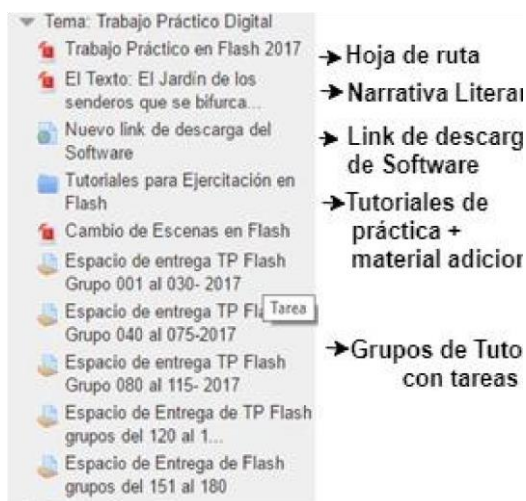 Tema: Trabajo Práctico Digital
Trabajo Práctico en Flash 2017
El Texto: El Jardín de los
senderos que se bifurca...
Nuevo link de descarga del
Software
Tutoriales para Ejercitación en
Flash
Cambio de Escenas en Flash
Espacio de entrega TP Flash
Grupo 001 al 030- 2017
Espacio de entrega TP Fla
Tarea
Grupo 040 al 075-2017
Espacio de entrega TP Flash
Grupo 080 al 115- 2017
Espacio de Entrega de TP Flash
grupos del 120 al 1...
Espacio de Entrega de Flash
grupos del 151 al 180
Hoja de ruta
Narrativa Literar
Link de descarg
de Software
Tutoriales de
práctica +
material adicion
Grupos de Tuto
con tareas